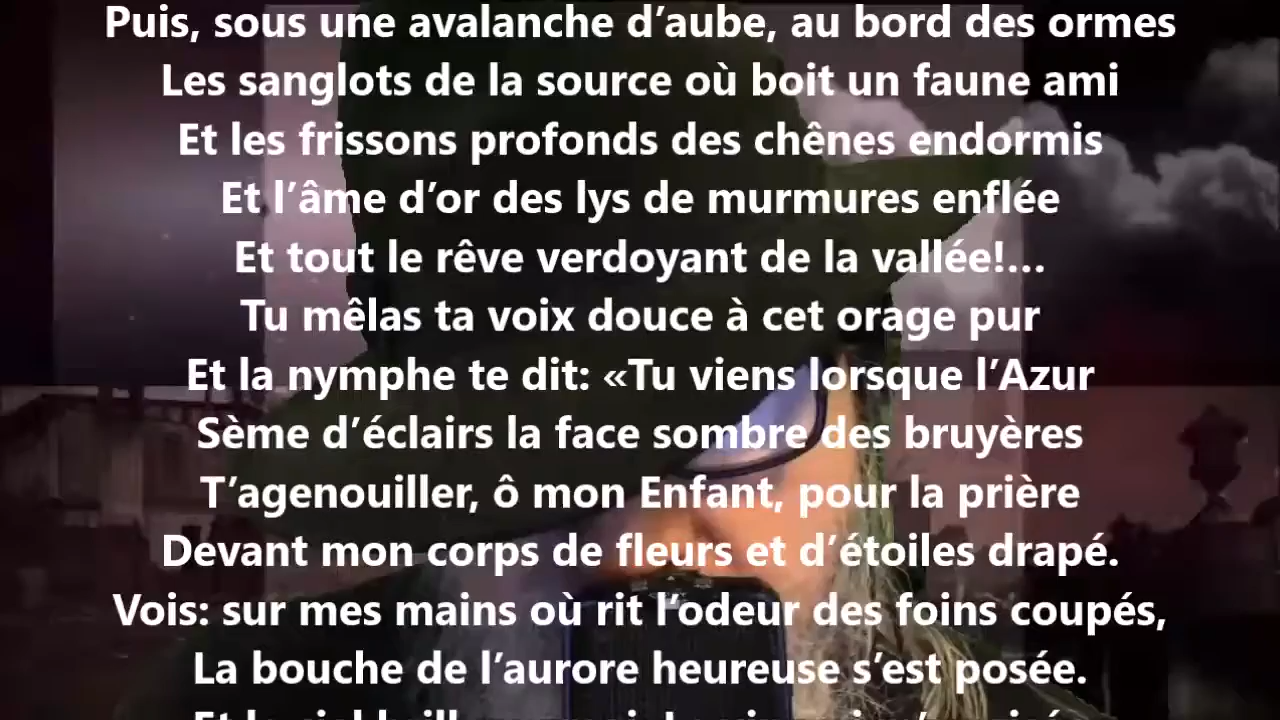 Puis, sous une avalanche d’aube, au bord des ormes
Les sanglots de la source où boit un faune ami
Et les frissons profonds des chênes endormis
Et l’âme d’or des lys de murmures enflée
Et tout le rêve verdoyant de la vallée!…
Tu mêlas ta voix douce à cet orage pur
Et la nymphe te dit: «Tu viens lorsque l’Azur
Sème d’éclairs la face sombre des bruyères
T’agenouiller, ô mon Enfant, pour la prière
Devant mon corps de fleurs et d’étoiles drapé.
Vois: sur mes mains où rit l’odeur des foins coupés,
La bouche de l’aurore heureuse s’est posée.